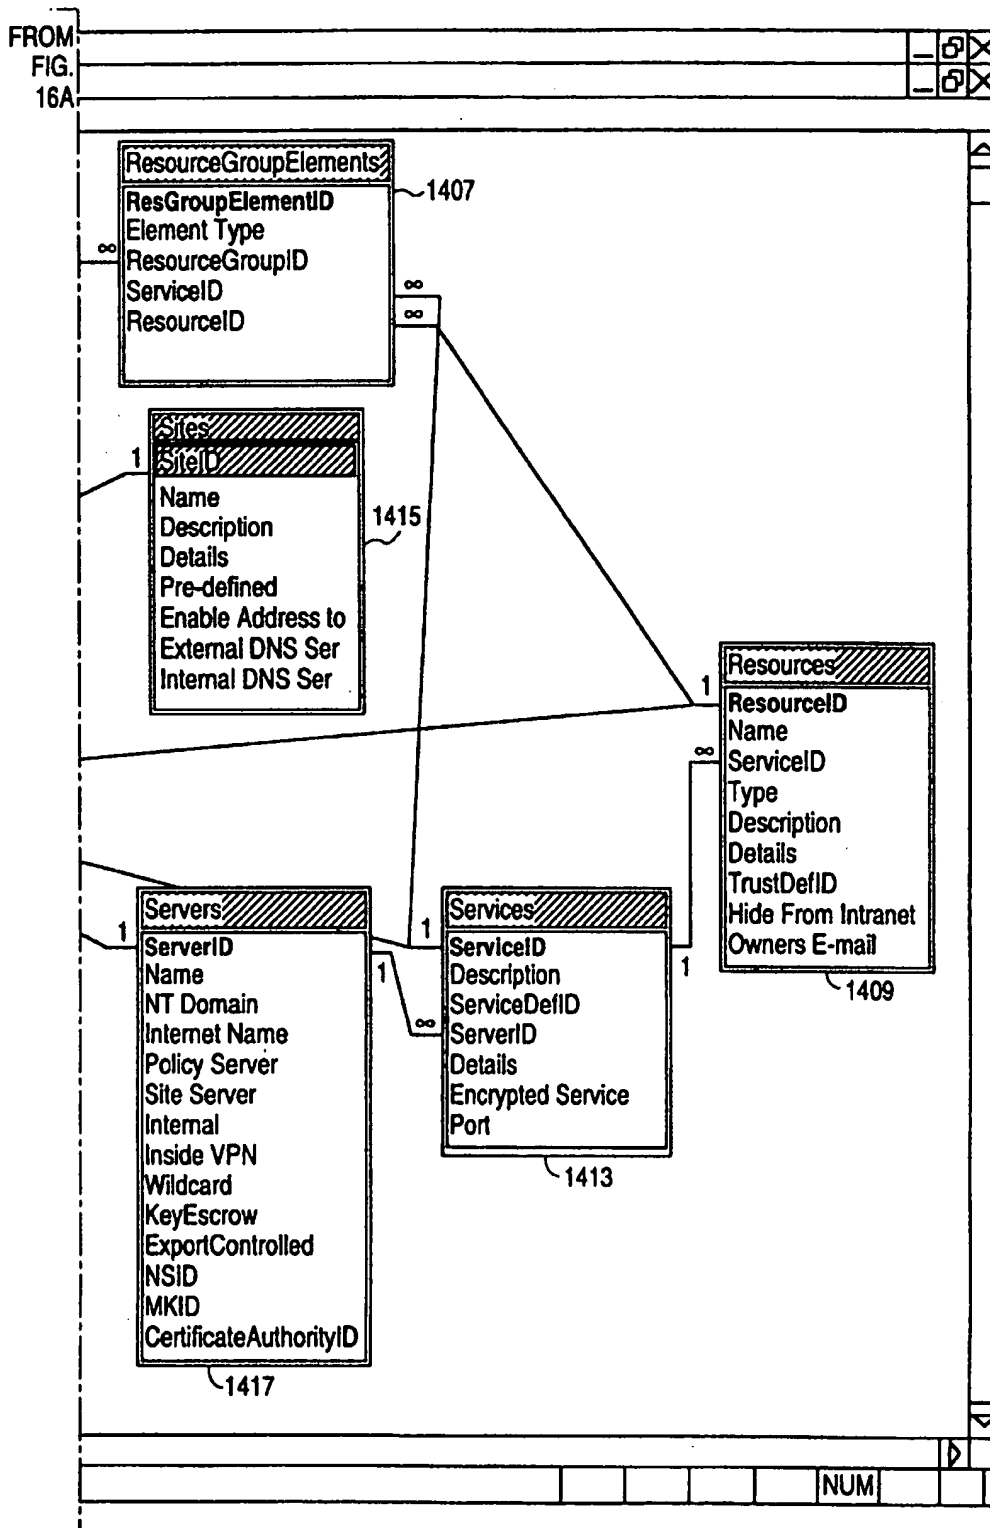 FROM
FIG.
16A
ResourceGroupElements
ResGroupElementID
Element Type
ResourceGroupID
ServiceID
ResourceID
1407
∞
∞
∞
Sites
SiteID
Name
Description
Details
Pre-defined
Enable Address to
External DNS Ser
Internal DNS Ser
1
1415
Resources
ResourceID
Name
ServiceID
Type
Description
Details
TrustDefID
Hide From Intranet
Owners E-mail
1
∞
1409
Servers
ServerID
Name
NT Domain
Internet Name
Policy Server
Site Server
Internal
Inside VPN
Wildcard
KeyEscrow
ExportControlled
NSID
MKID
CertificateAuthorityID
1
1
1417
Services
ServiceID
Description
ServiceDefID
ServerID
Details
Encrypted Service
Port
1
∞
1
1413
NUM